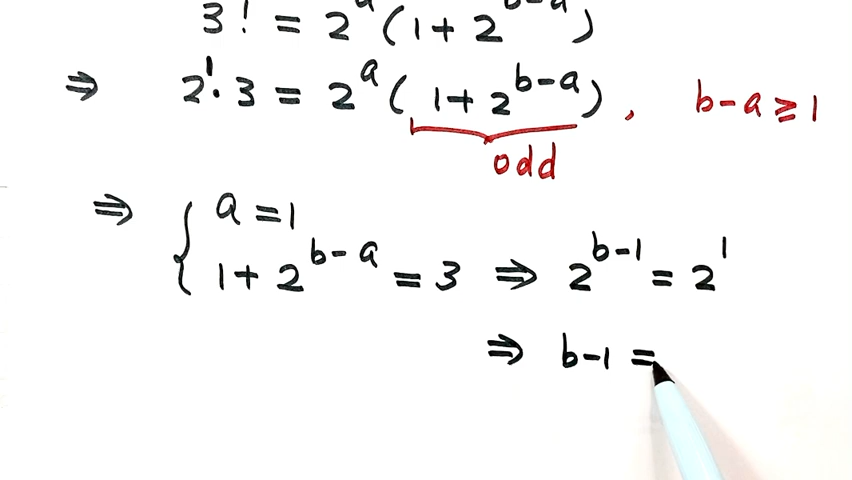 3! = 2^a (1 + 2^{b-a})
⇒ 2^1 · 3 = 2^a ( 1 + 2^{b-a} ) , b-a ≥ 1
odd
⇒ { a = 1
1 + 2^{b-a} = 3 ⇒ 2^{b-1} = 2^1
⇒ b-1 =